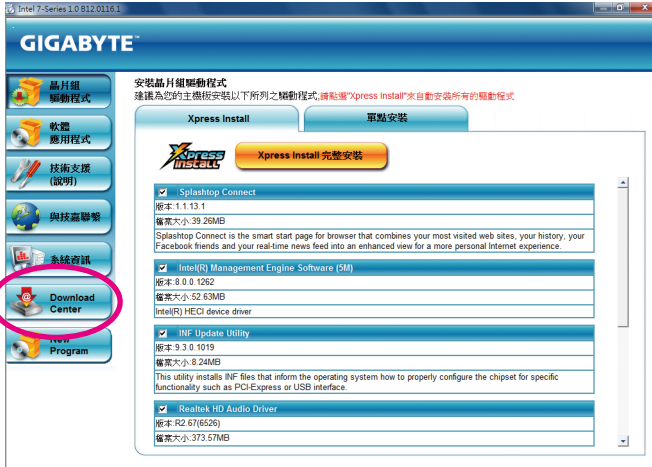 Intel 7-Series 1.0 B12.0116.1
GIGABYTE™
晶片組
驅動程式
軟體
應用程式
技術支援
(說明)
與技嘉聯繫
系統資訊
Download
Center
New
Program
安裝晶片組驅動程式
建議為您的主機板安裝以下所列之驅動程式;請點選"Xpress Install"來自動安裝所有的驅動程式
Xpress Install
單點安裝
Xpress
INSTALL
Xpress Install 完整安裝
Splashtop Connect
版本:1.1.13.1
檔案大小:39.26MB
Splashtop Connect is the smart start page for browser that combines your most visited web sites, your history, your
Facebook friends and your real-time news feed into an enhanced view for a more personal Internet experience.
Intel(R) Management Engine Software (5M)
版本:8.0.0.1262
檔案大小:52.63MB
Intel(R) HECI device driver
INF Update Utility
版本:9.3.0.1019
檔案大小:8.24MB
This utility installs INF files that inform the operating system how to properly configure the chipset for specific
functionality such as PCI-Express or USB interface.
Realtek HD Audio Driver
版本:R2.67(6526)
檔案大小:373.57MB